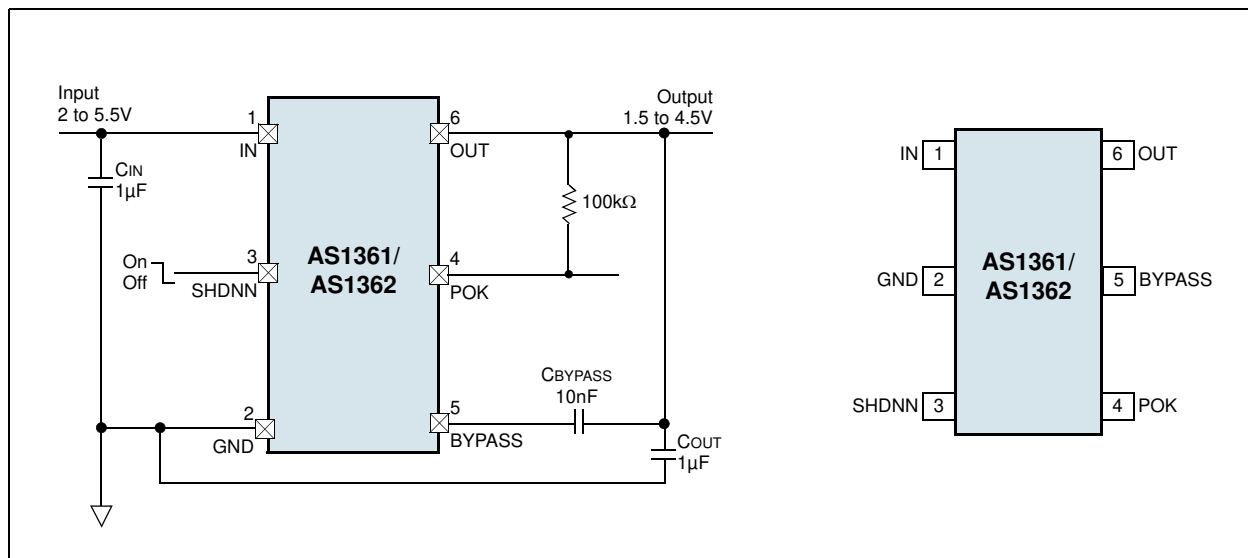 Input
2 to 5.5V
Output
1.5 to 4.5V
1
IN
6
OUT
CIN
1µF
100kΩ
On
Off
3
SHDNN
AS1361/
AS1362
4
POK
CBYPASS
10nF
2
GND
5
BYPASS
COUT
1µF
IN 1
6 OUT
GND 2
AS1361/
AS1362
5 BYPASS
SHDNN 3
4 POK